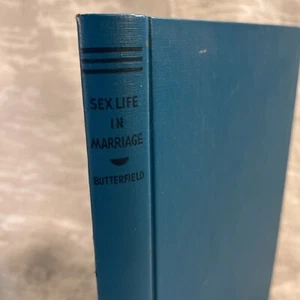 SEX LIFE
IN
MARRIAGE
BUTTERFIELD